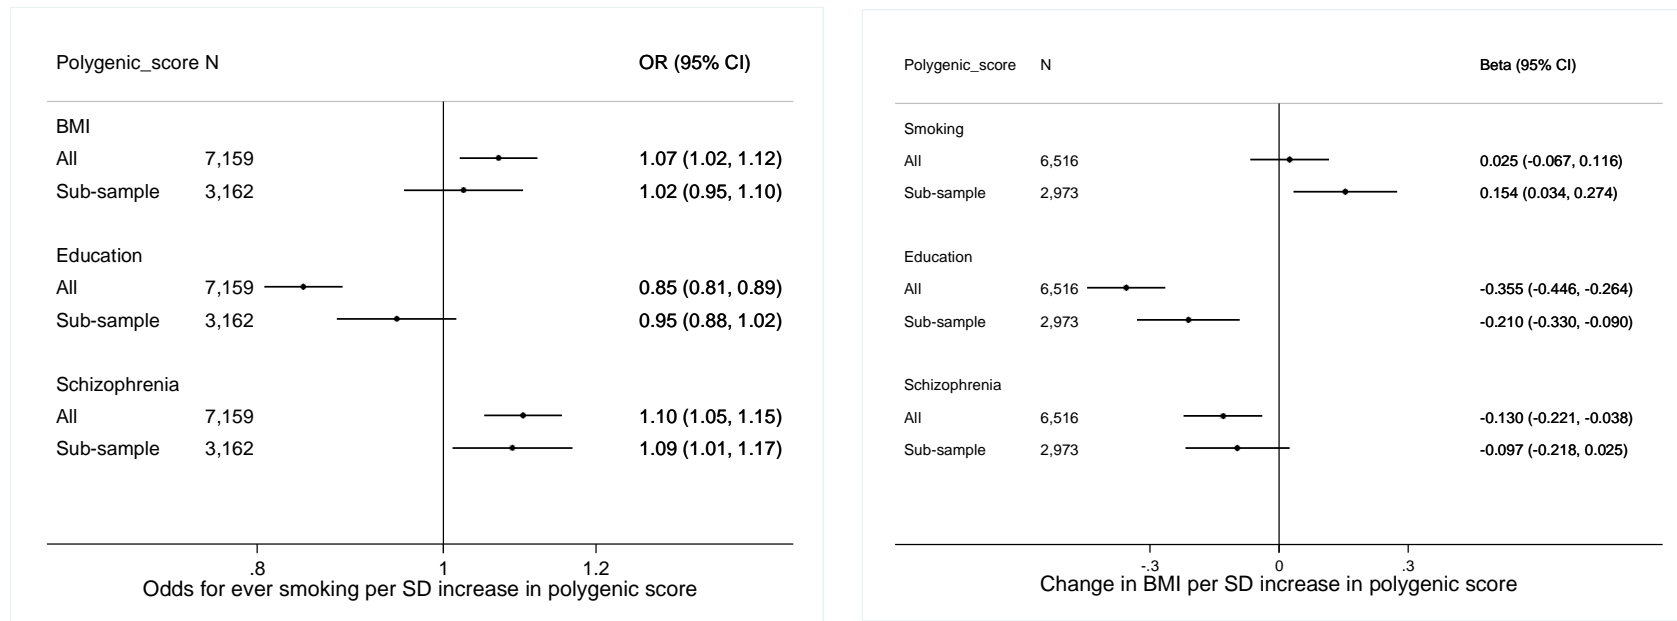 Polygenic_score N OR (95% CI)
BMI
All 7,159 1.07 (1.02, 1.12)
Sub-sample 3,162 1.02 (0.95, 1.10)
Education
All 7,159 0.85 (0.81, 0.89)
Sub-sample 3,162 0.95 (0.88, 1.02)
Schizophrenia
All 7,159 1.10 (1.05, 1.15)
Sub-sample 3,162 1.09 (1.01, 1.17)
.8 1 1.2
Odds for ever smoking per SD increase in polygenic score
Polygenic_score N Beta (95% CI)
Smoking
All 6,516 0.025 (-0.067, 0.116)
Sub-sample 2,973 0.154 (0.034, 0.274)
Education
All 6,516 -0.355 (-0.446, -0.264)
Sub-sample 2,973 -0.210 (-0.330, -0.090)
Schizophrenia
All 6,516 -0.130 (-0.221, -0.038)
Sub-sample 2,973 -0.097 (-0.218, 0.025)
-.3 0 .3
Change in BMI per SD increase in polygenic score